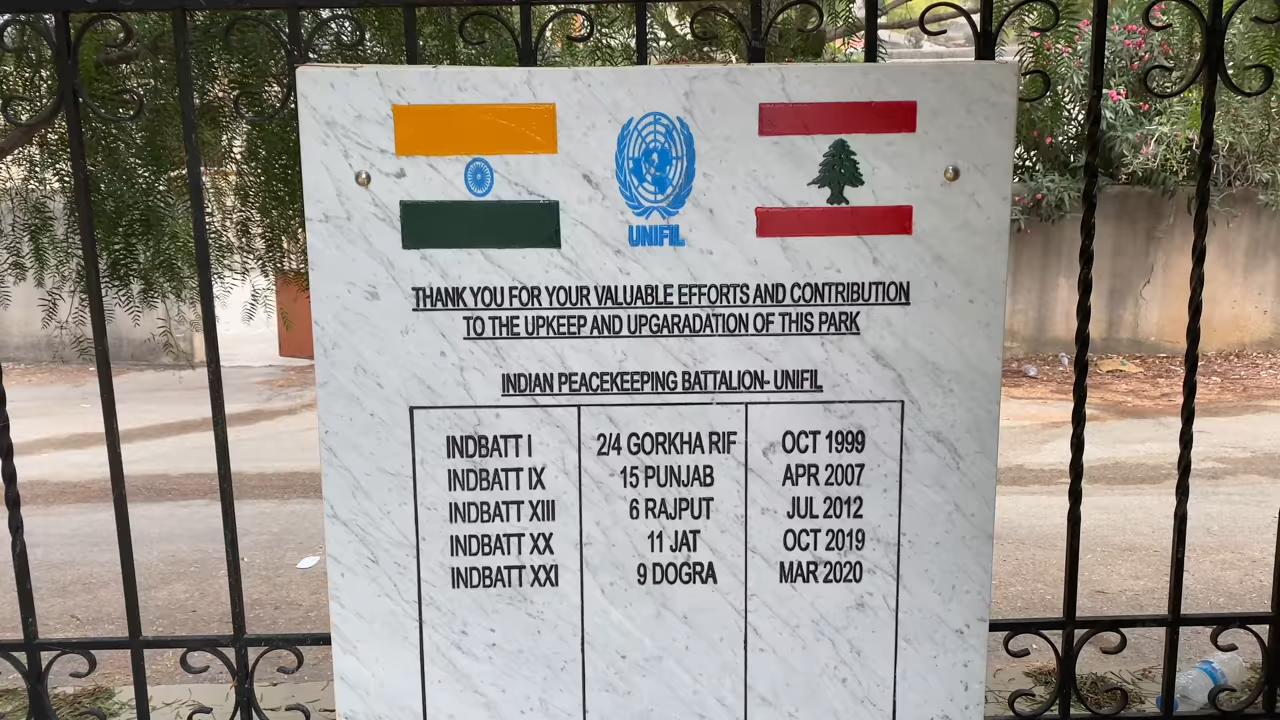 UNIFIL
THANK YOU FOR YOUR VALUABLE EFFORTS AND CONTRIBUTION
TO THE UPKEEP AND UPGARADATION OF THIS PARK
INDIAN PEACEKEEPING BATTALION- UNIFIL
INDBATT I 2/4 GORKHA RIF OCT 1999
INDBATT IX 15 PUNJAB APR 2007
INDBATT XIII 6 RAJPUT JUL 2012
INDBATT XX 11 JAT OCT 2019
INDBATT XXI 9 DOGRA MAR 2020